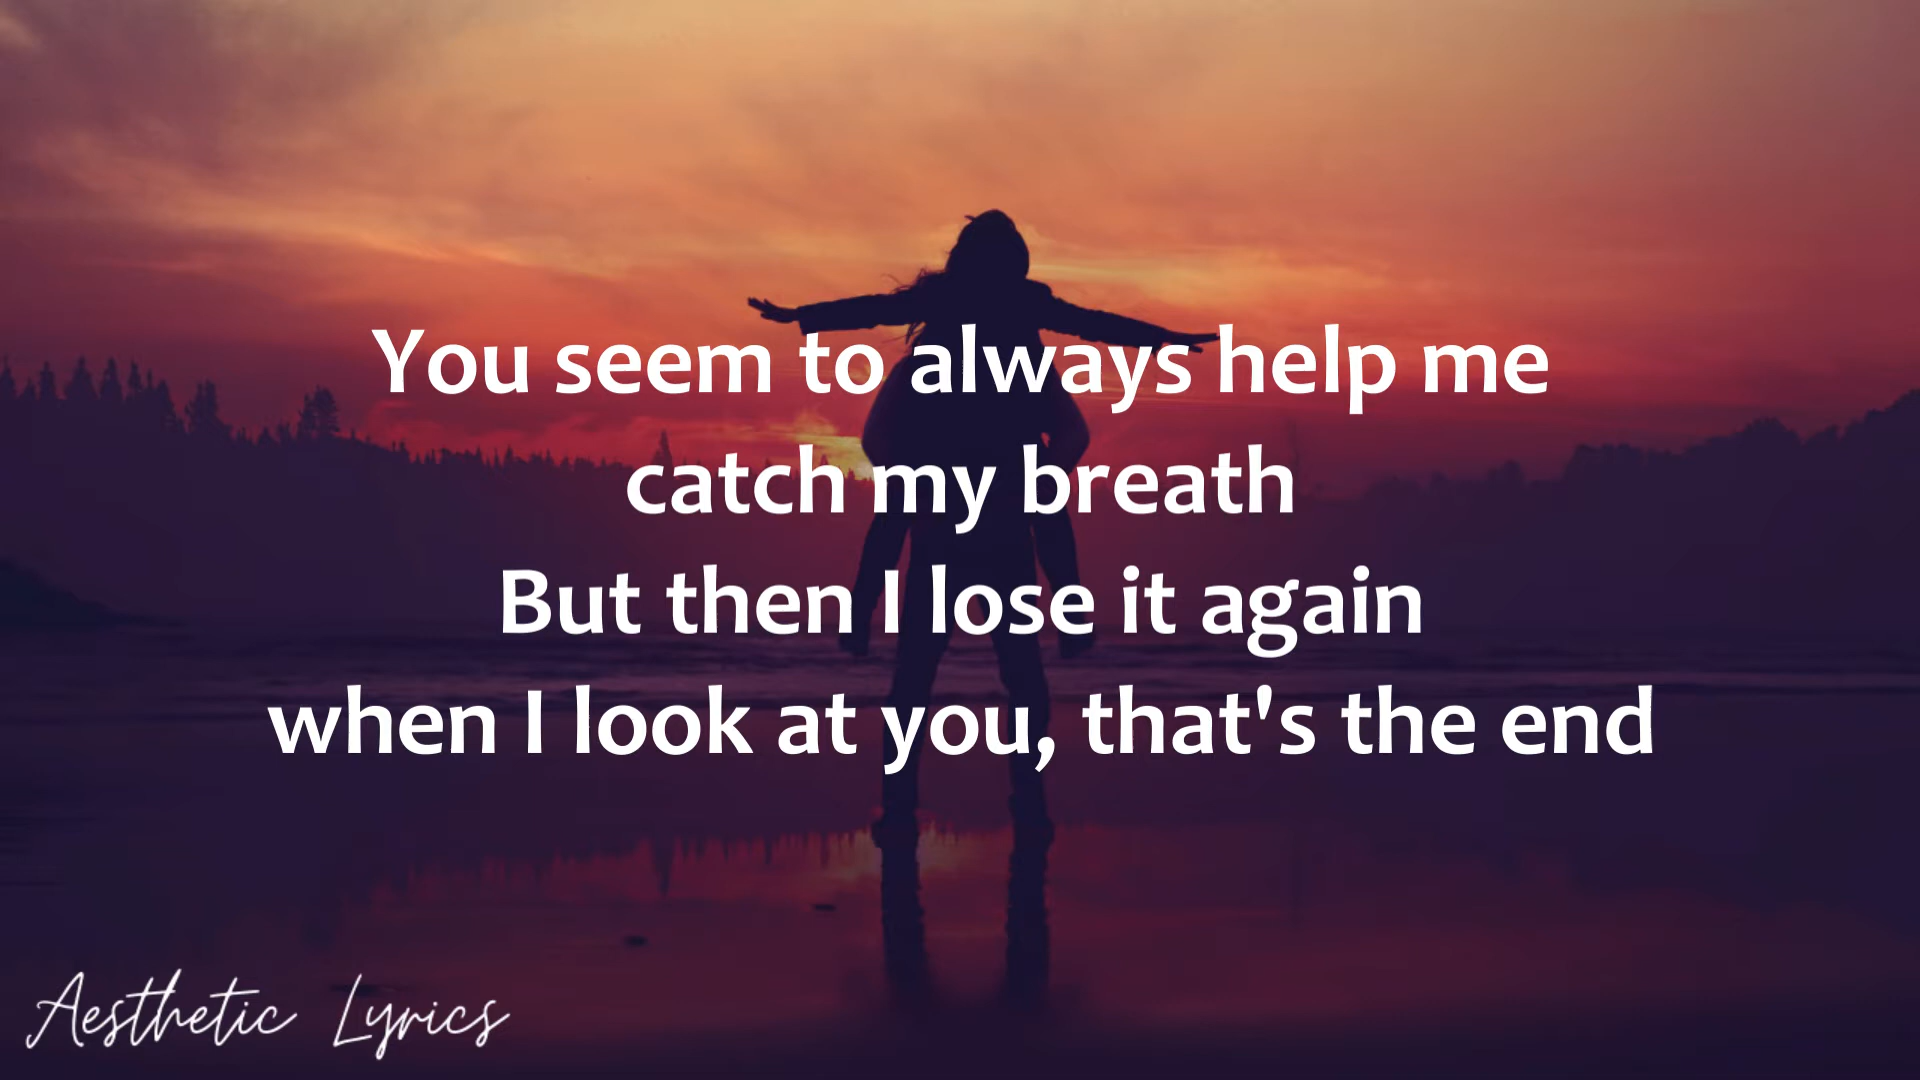 You seem to always help me
catch my breath
But then I lose it again
when I look at you, that's the end
Aesthetic Lyrics